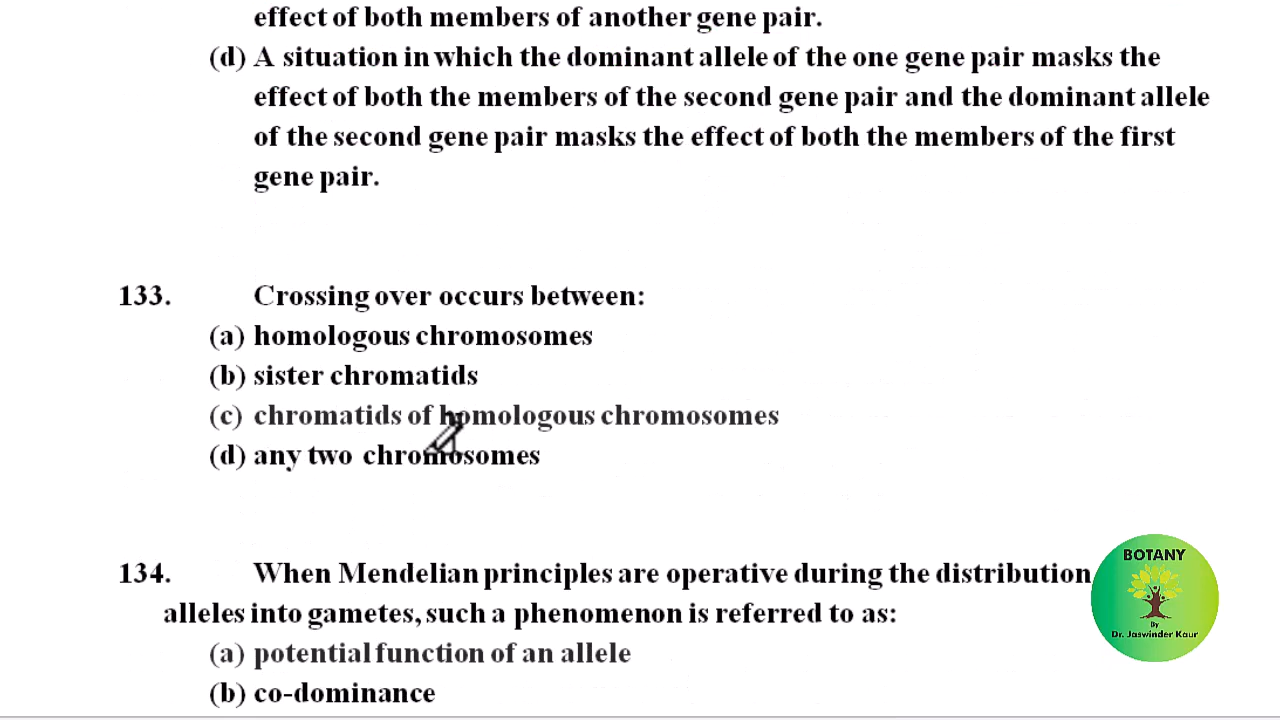 effect of both members of another gene pair.
(d) A situation in which the dominant allele of the one gene pair masks the
effect of both the members of the second gene pair and the dominant allele
of the second gene pair masks the effect of both the members of the first
gene pair.
133. Crossing over occurs between:
(a) homologous chromosomes
(b) sister chromatids
(c) chromatids of homologous chromosomes
(d) any two chromosomes
134. When Mendelian principles are operative during the distribution
alleles into gametes, such a phenomenon is referred to as:
(a) potential function of an allele
(b) co-dominance
BOTANY
By
Dr. Jaswinder Kaur